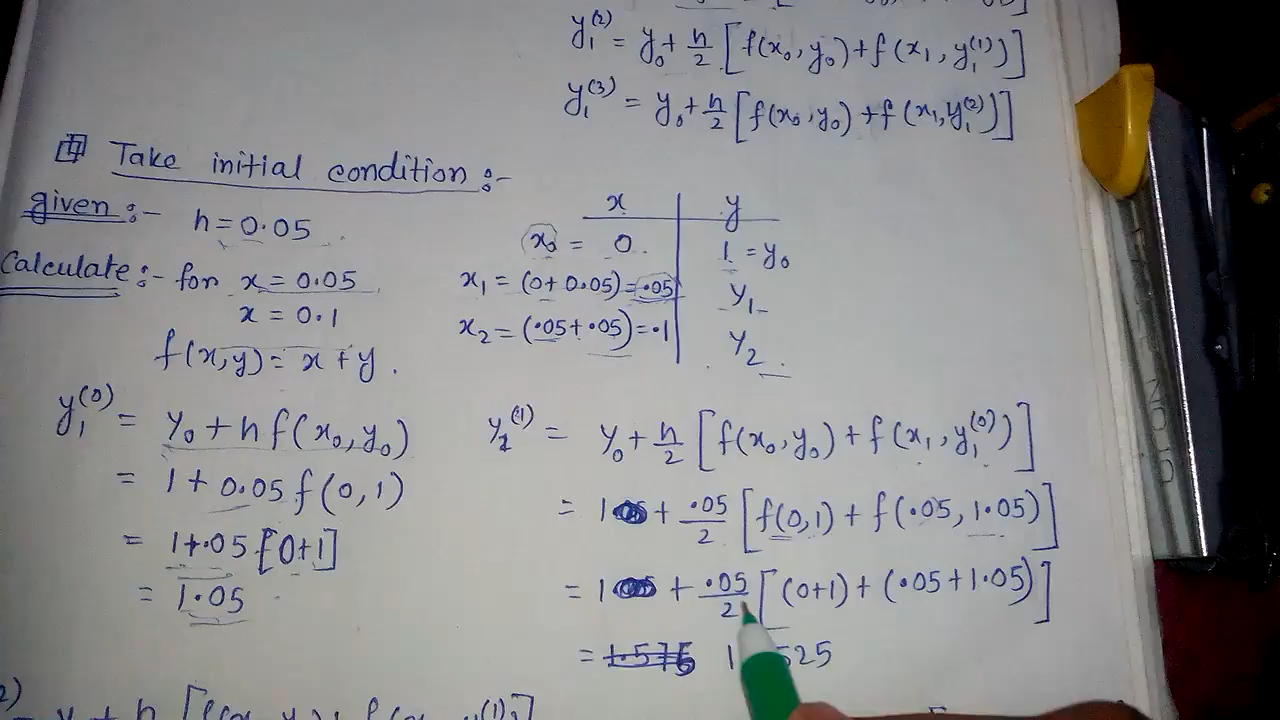 y₁⁽²⁾ = y₀ + h/2 [f(x₀, y₀) + f(x₁, y₁⁽¹⁾)]
y₁⁽³⁾ = y₀ + h/2 [f(x₀, y₀) + f(x₁, y₁⁽²⁾)]
Take initial condition :-
given :- h = 0.05
Calculate :- for x = 0.05
x = 0.1
f(x, y) = x + y .
x | y
x₀ = 0 . | 1 = y₀
x₁ = (0 + 0.05) = .05 | y₁
x₂ = (.05 + .05) = .1 | y₂
y₁⁽⁰⁾ = y₀ + h f(x₀, y₀)
= 1 + 0.05 f(0, 1)
= 1 + .05 [0+1]
= 1.05
y₁⁽¹⁾ = y₀ + h/2 [f(x₀, y₀) + f(x₁, y₁⁽⁰⁾)]
= 1 + .05/2 [f(0,1) + f(.05, 1.05)]
= 1 + .05/2 [(0+1) + (.05 + 1.05)]
= 1.575 1 525